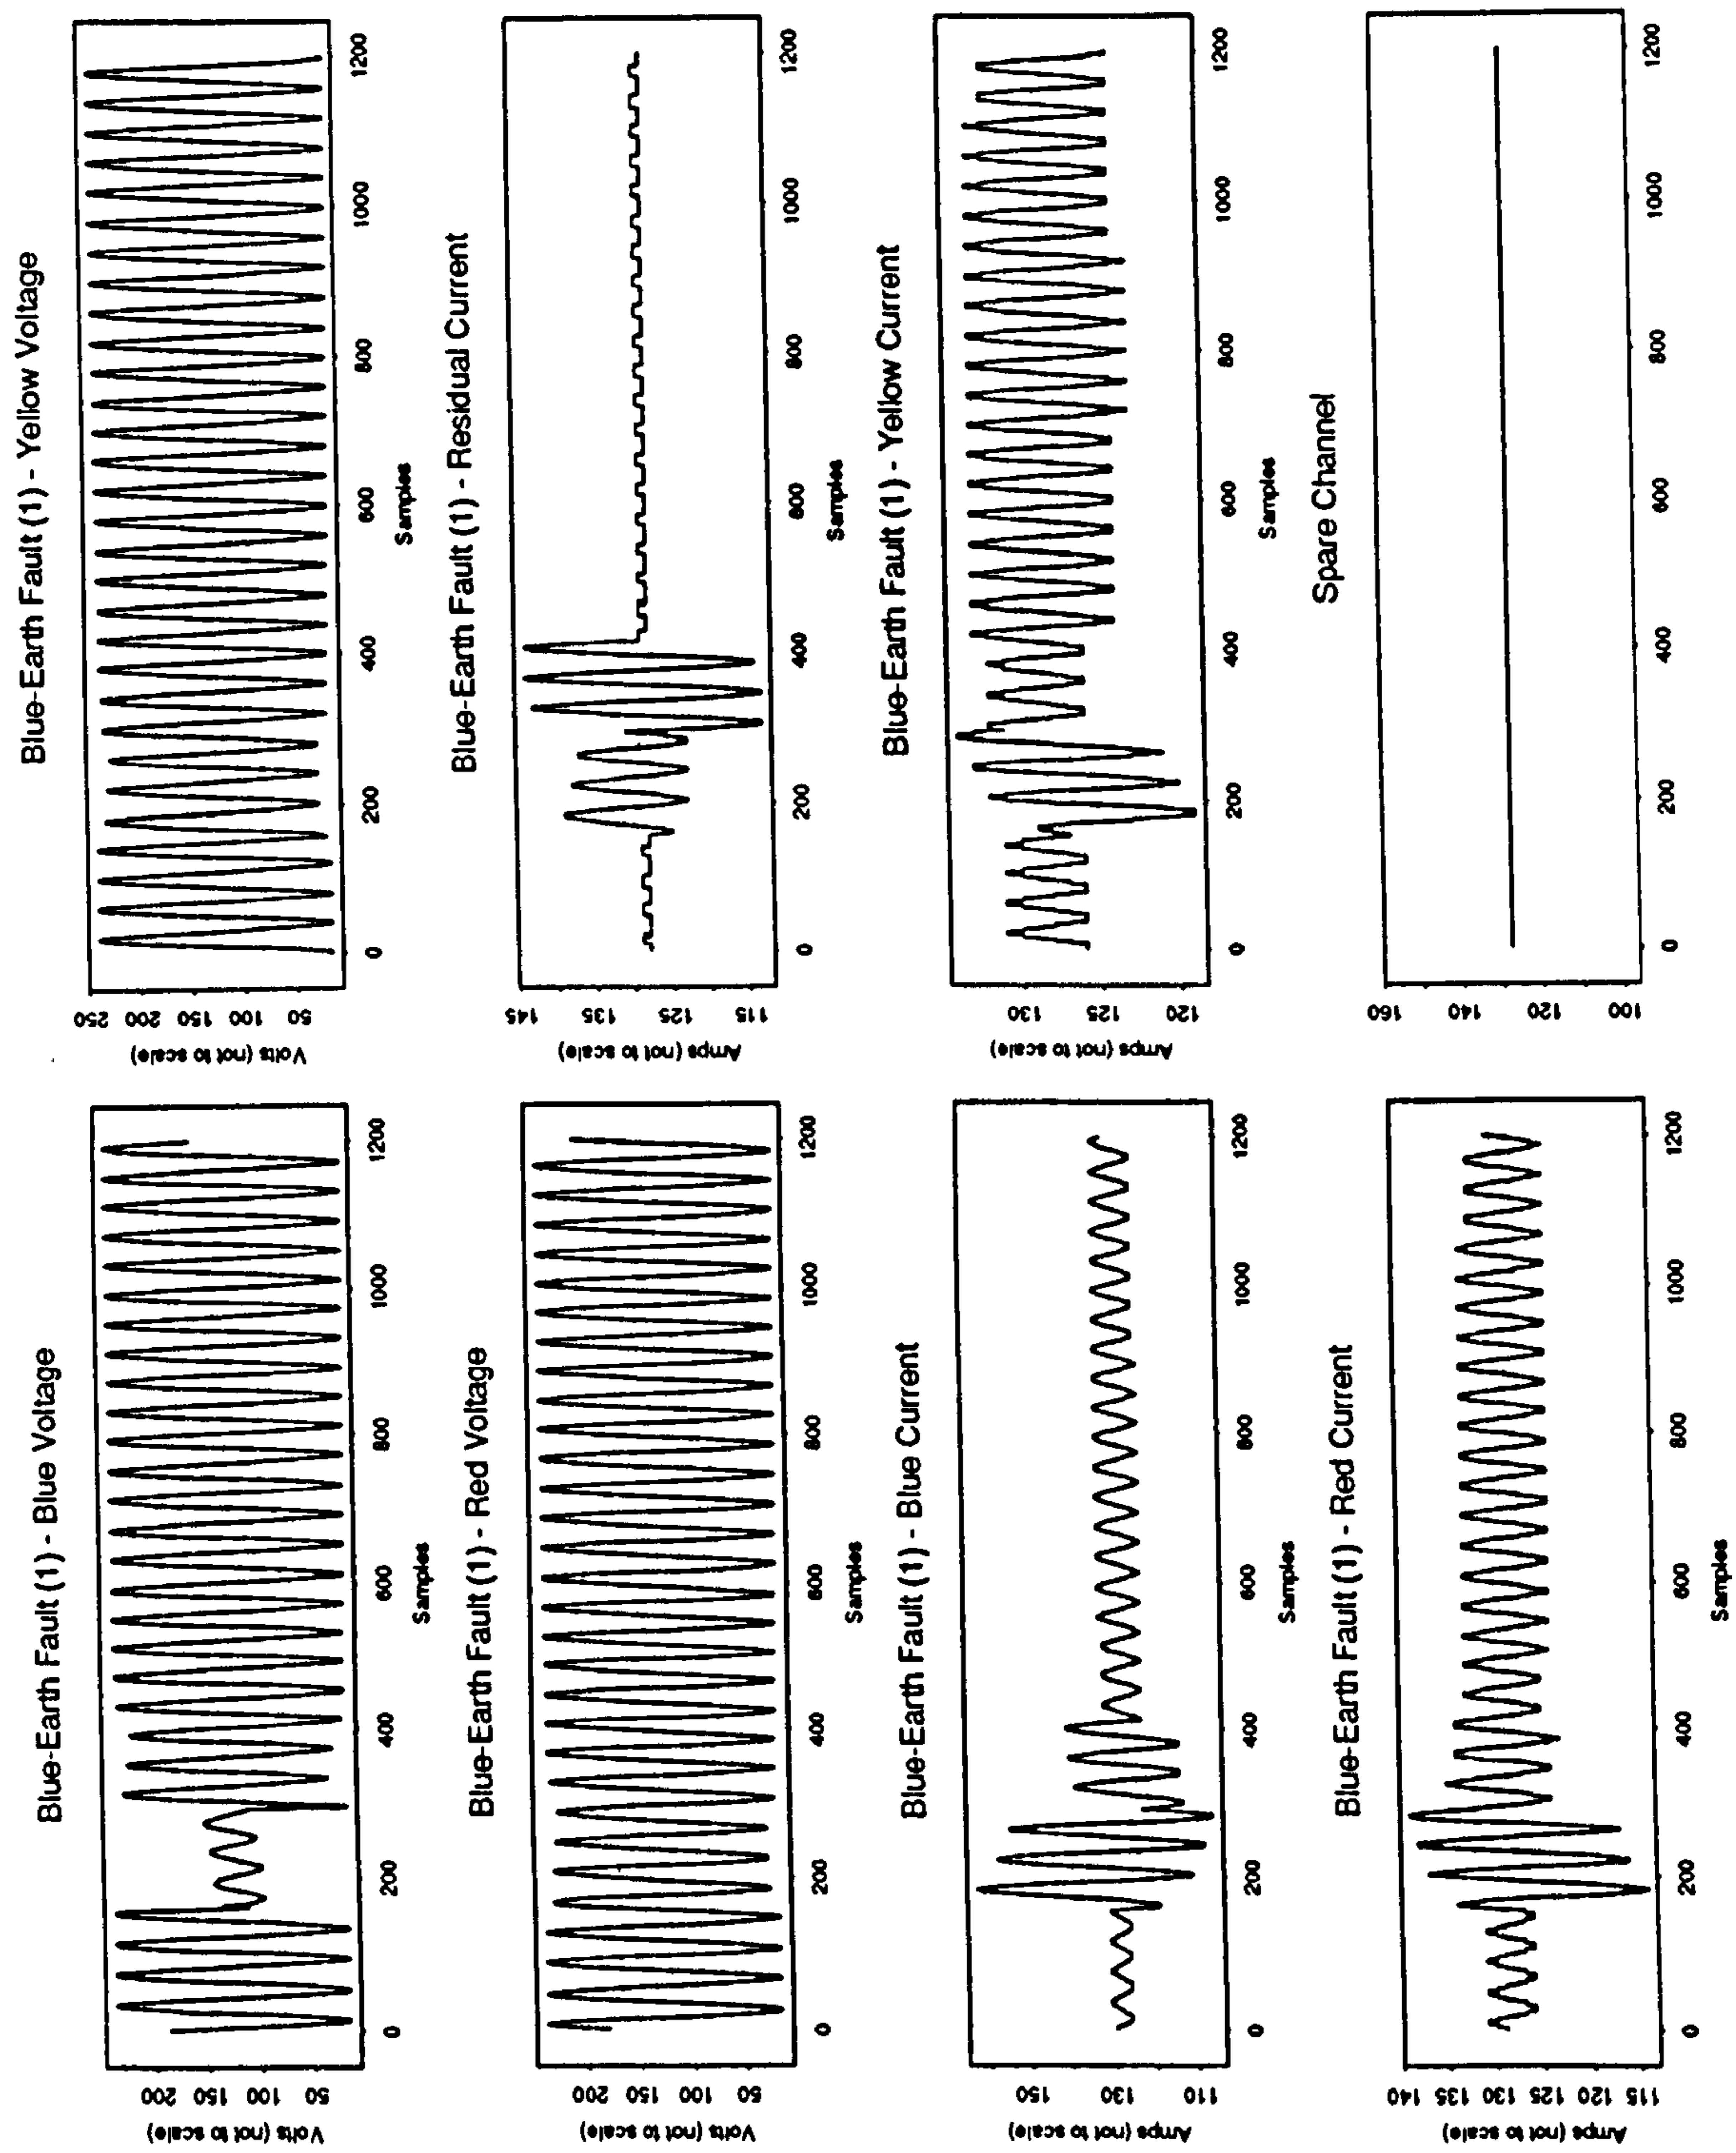 Blue-Earth Fault (1) - Blue Voltage
Volts (not to scale)
50 100 150 200
0 200 400 600 800 1000 1200
Samples
Blue-Earth Fault (1) - Yellow Voltage
Volts (not to scale)
50 100 150 200 250
0 200 400 600 800 1000 1200
Samples
Blue-Earth Fault (1) - Red Voltage
Volts (not to scale)
50 100 150 200
0 200 400 600 800 1000 1200
Samples
Blue-Earth Fault (1) - Residual Current
Amps (not to scale)
115 125 135 145
0 200 400 600 800 1000 1200
Samples
Blue-Earth Fault (1) - Blue Current
Amps (not to scale)
110 130 150
0 200 400 600 800 1000 1200
Samples
Blue-Earth Fault (1) - Yellow Current
Amps (not to scale)
120 125 130
0 200 400 600 800 1000 1200
Samples
Blue-Earth Fault (1) - Red Current
Amps (not to scale)
115 120 125 130 135 140
0 200 400 600 800 1000 1200
Samples
Spare Channel
100 120 140 160
0 200 400 600 800 1000 1200